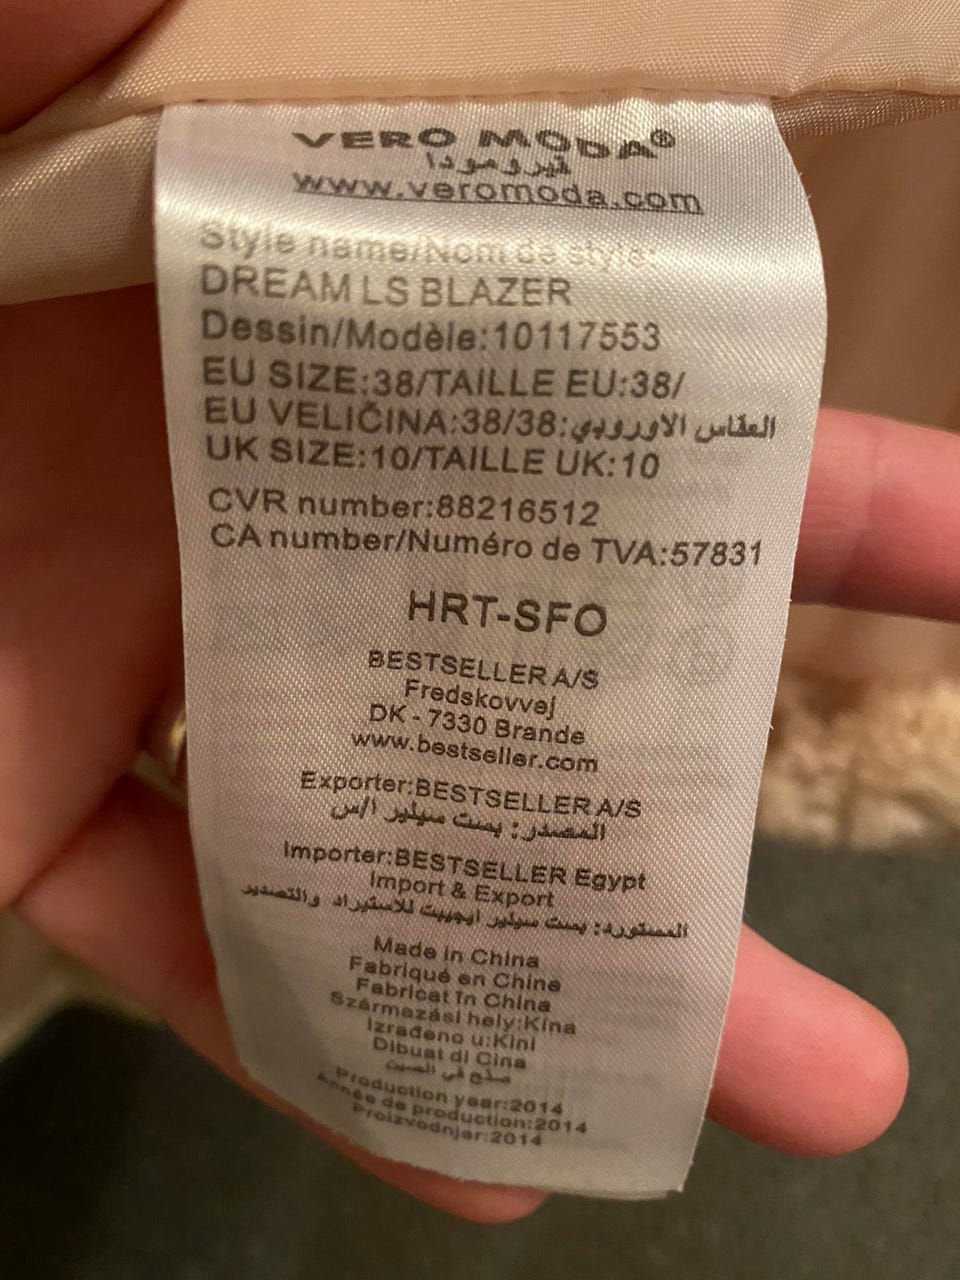 VERO MODA®
ڤيرومودا
www.veromoda.com
Style name/Nom de style:
DREAM LS BLAZER
Dessin/Modèle:10117553
EU SIZE:38/TAILLE EU:38/
EU VELIČINA:38/38:المقاس الاوروبي
UK SIZE:10/TAILLE UK:10
CVR number:88216512
CA number/Numéro de TVA:57831
HRT-SFO
BESTSELLER A/S
Fredskovvej
DK - 7330 Brande
www.bestseller.com
Exporter:BESTSELLER A/S
المصدر: بست سيلير ا/س
Importer:BESTSELLER Egypt
Import & Export
المستورد: بست سيلير ايجيبت للاستيراد والتصدير
Made in China
Fabriqué en Chine
Fabricat în China
Származási hely:Kína
Izrađeno u:Kini
Dibuat di Cina
صنع في الصين
Production year:2014
Année de production:2014
Proizvodnja:2014